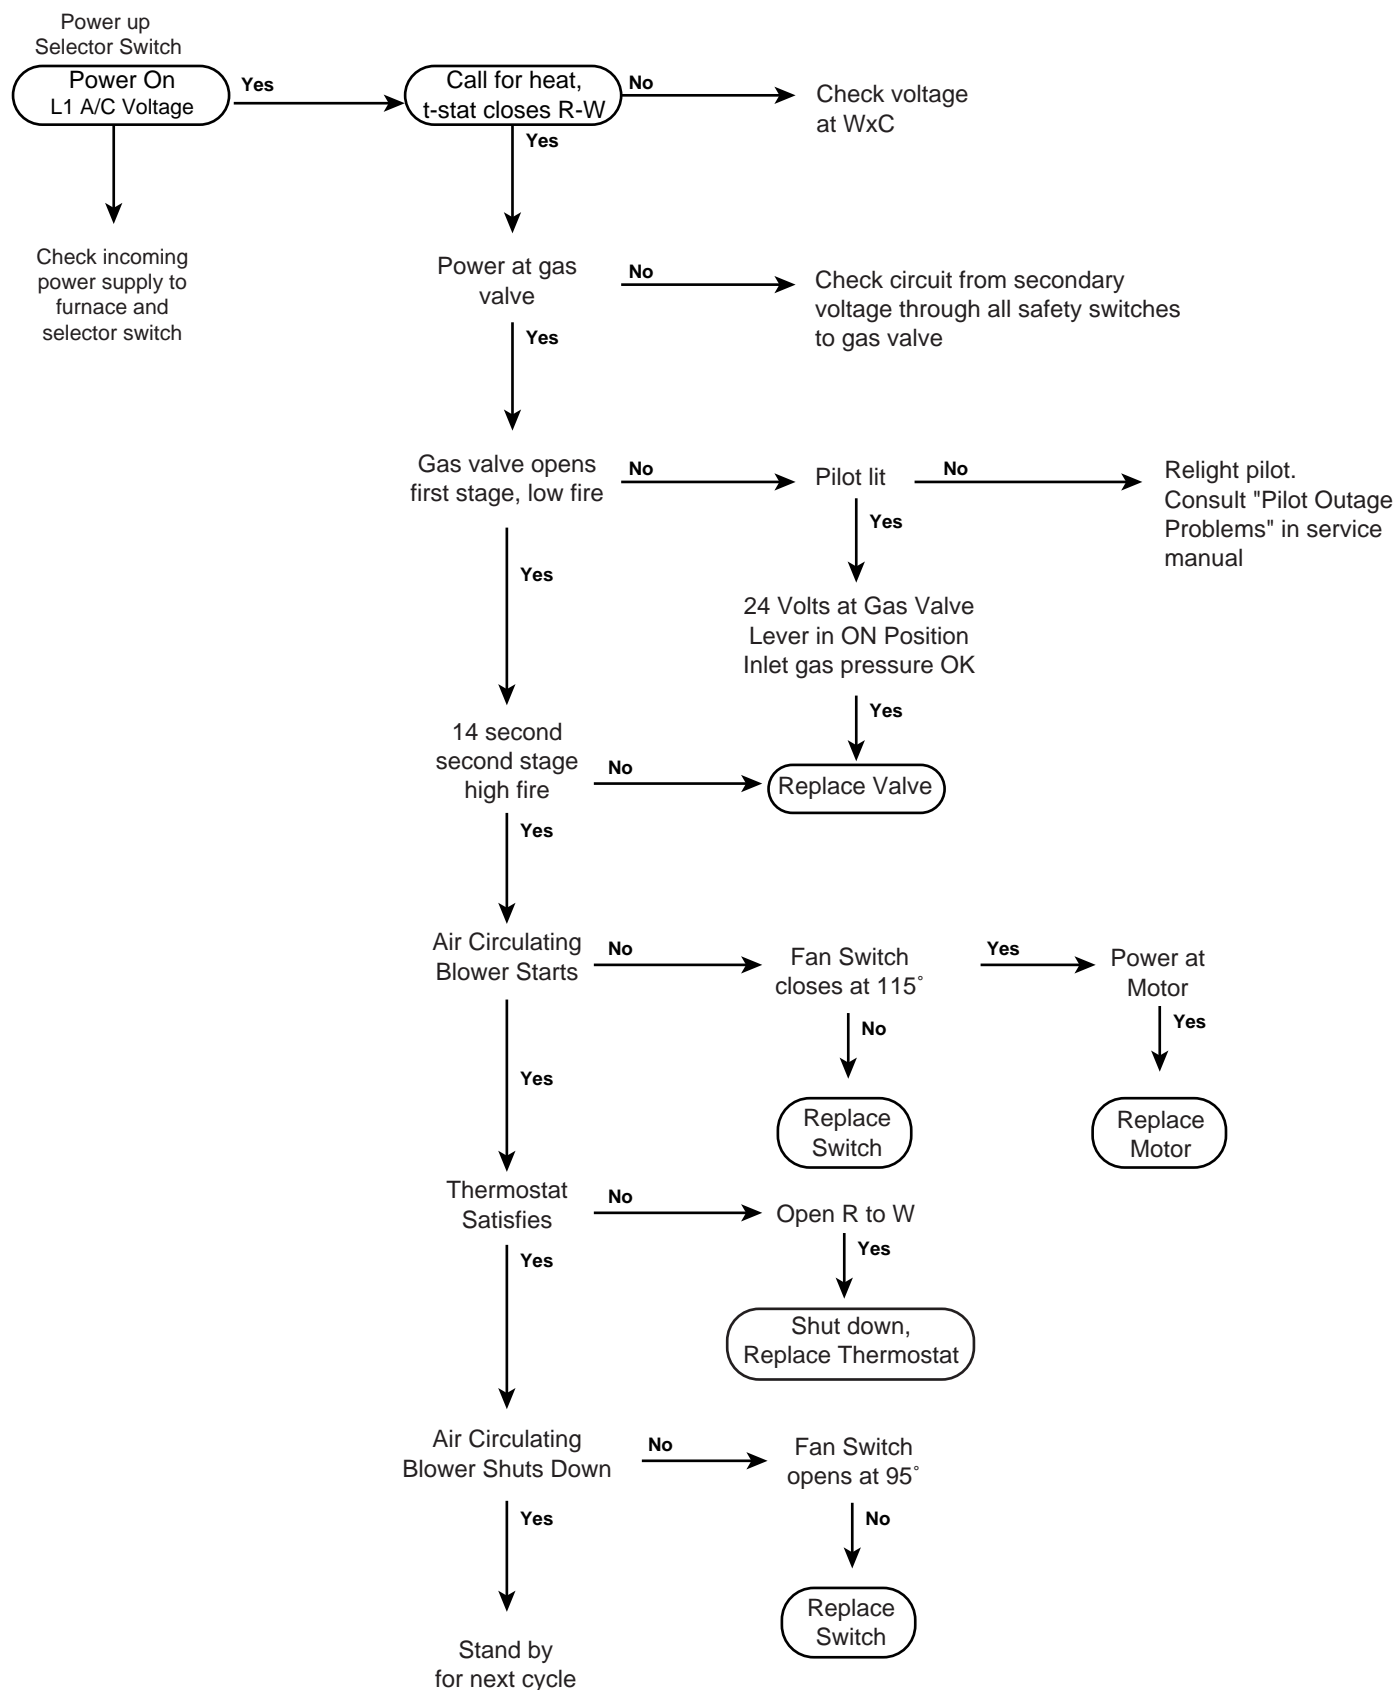 Power up
Selector Switch
Power On
L1 A/C Voltage
Yes
Call for heat,
t-stat closes R-W
No
Check voltage
at WxC
Yes
Check incoming
power supply to
furnace and
selector switch
Power at gas
valve
No
Check circuit from secondary
voltage through all safety switches
to gas valve
Yes
Gas valve opens
first stage, low fire
No
Pilot lit
No
Relight pilot.
Consult "Pilot Outage
Problems" in service
manual
Yes
Yes
24 Volts at Gas Valve
Lever in ON Position
Inlet gas pressure OK
Yes
14 second
second stage
high fire
No
Replace Valve
Yes
Air Circulating
Blower Starts
No
Fan Switch
closes at 115°
Yes
Power at
Motor
No
Yes
Yes
Replace
Switch
Replace
Motor
Thermostat
Satisfies
No
Open R to W
Yes
Yes
Shut down,
Replace Thermostat
Air Circulating
Blower Shuts Down
No
Fan Switch
opens at 95°
Yes
No
Replace
Switch
Stand by
for next cycle